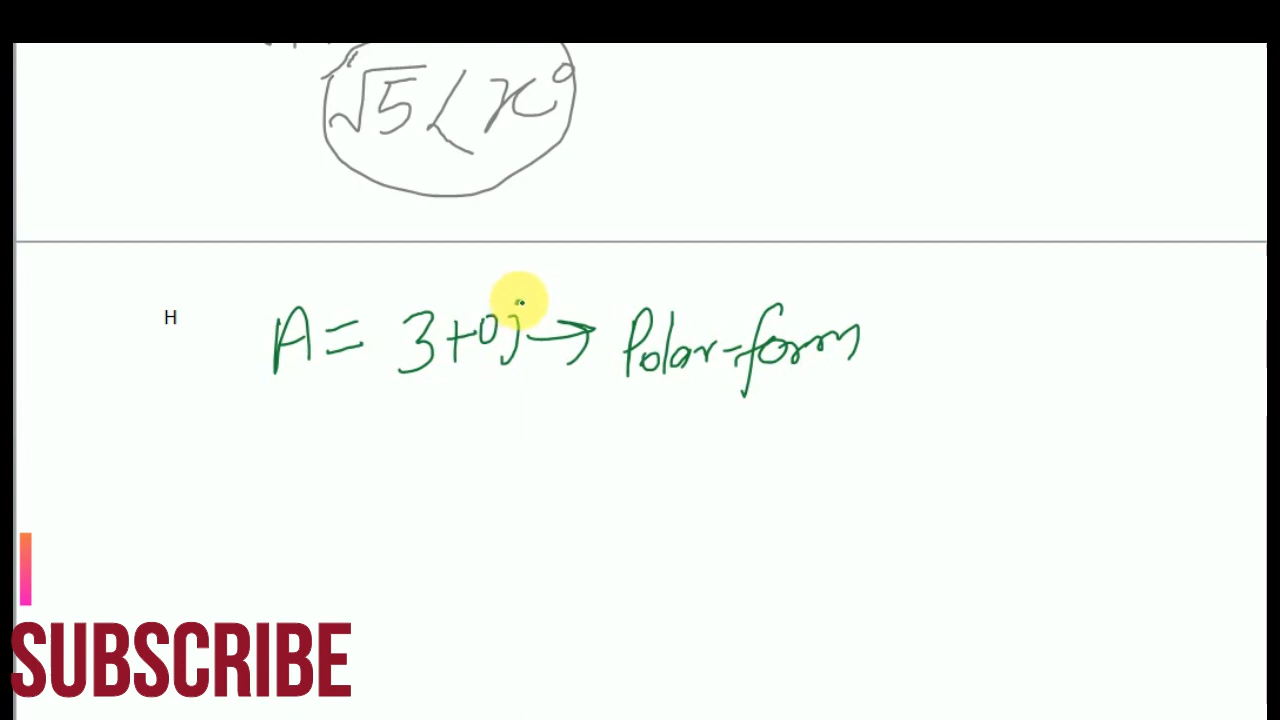 √5∠x°
H
A = 3+0j → Polar-form
SUBSCRIBE